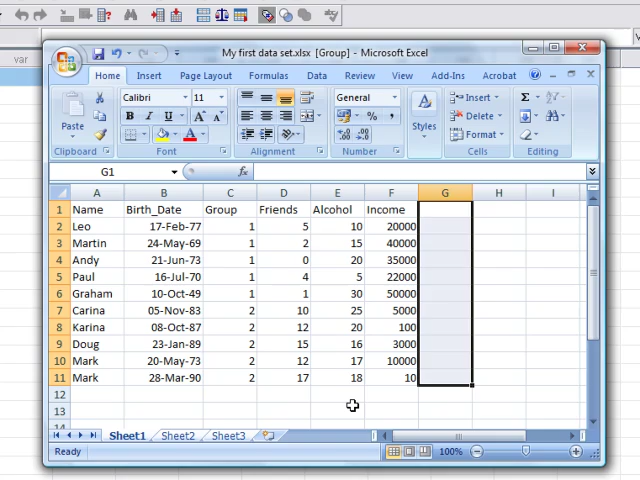 var
My first data set.xlsx [Group] - Microsoft Excel
Home Insert Page Layout Formulas Data Review View Add-Ins Acrobat
Calibri 11 General Insert Σ
Paste B I U A A A % , Styles Delete
Format
Clipboard Font Alignment Number Cells Editing
G1 fx
A B C D E F G H I
1 Name Birth_Date Group Friends Alcohol Income
2 Leo 17-Feb-77 1 5 10 20000
3 Martin 24-May-69 1 2 15 40000
4 Andy 21-Jun-73 1 0 20 35000
5 Paul 16-Jul-70 1 4 5 22000
6 Graham 10-Oct-49 1 1 30 50000
7 Carina 05-Nov-83 2 10 25 5000
8 Karina 08-Oct-87 2 12 20 100
9 Doug 23-Jan-89 2 15 16 3000
10 Mark 20-May-73 2 12 17 10000
11 Mark 28-Mar-90 2 17 18 10
12
13
14
Sheet1 Sheet2 Sheet3
Ready 100%